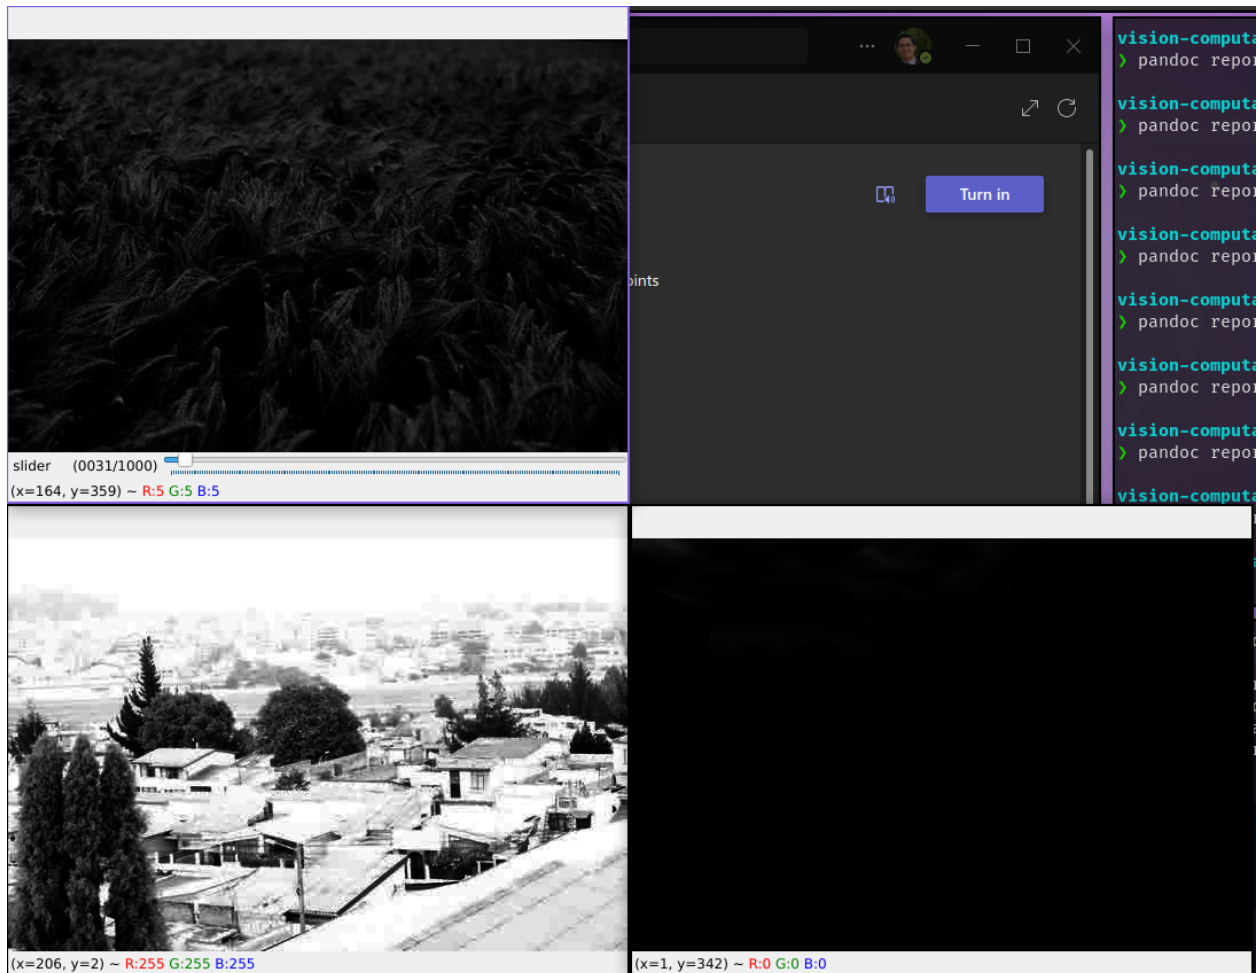 slider (0031/1000)
(x=164, y=359) ~ R:5 G:5 B:5
...
Turn in
vision-computa
❯ pandoc repor
vision-computa
❯ pandoc repor
vision-computa
❯ pandoc repor
vision-computa
❯ pandoc repor
vision-computa
❯ pandoc repor
vision-computa
❯ pandoc repor
vision-computa
❯ pandoc repor
vision-computa
(x=206, y=2) ~ R:255 G:255 B:255
(x=1, y=342) ~ R:0 G:0 B:0